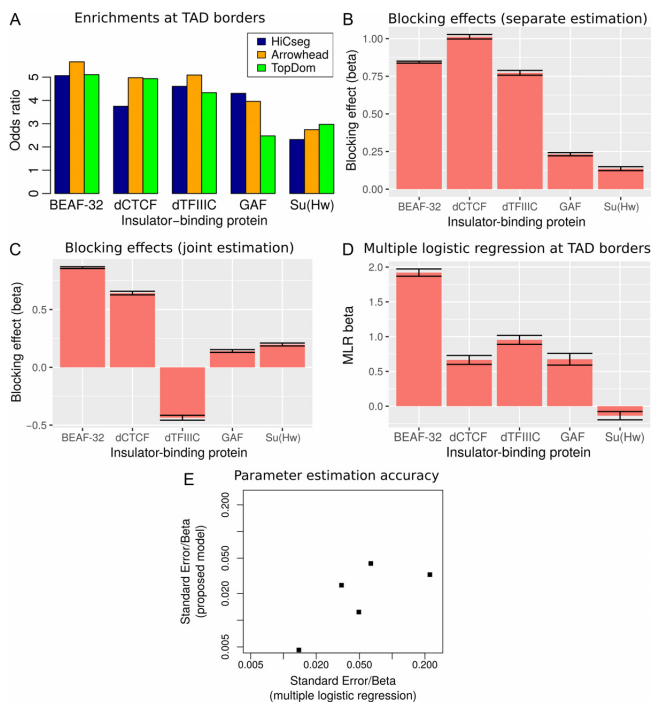 A
Enrichments at TAD borders
HiCseg
Arrowhead
TopDom
Odds ratio
0 1 2 3 4 5
BEAF-32 dCTCF dTFIIIC GAF Su(Hw)
Insulator-binding protein
B
Blocking effects (separate estimation)
Blocking effect (beta)
1.00
0.75
0.50
0.25
0.00
BEAF-32 dCTCF dTFIIIC GAF Su(Hw)
Insulator-binding protein
C
Blocking effects (joint estimation)
Blocking effect (beta)
0.5
0.0
−0.5
BEAF-32 dCTCF dTFIIIC GAF Su(Hw)
Insulator-binding protein
D
Multiple logistic regression at TAD borders
MLR beta
2.0
1.5
1.0
0.5
0.0
BEAF-32 dCTCF dTFIIIC GAF Su(Hw)
Insulator-binding protein
E
Parameter estimation accuracy
Standard Error/Beta
(proposed model)
0.200
0.050
0.020
0.005
0.005 0.020 0.050 0.200
Standard Error/Beta
(multiple logistic regression)